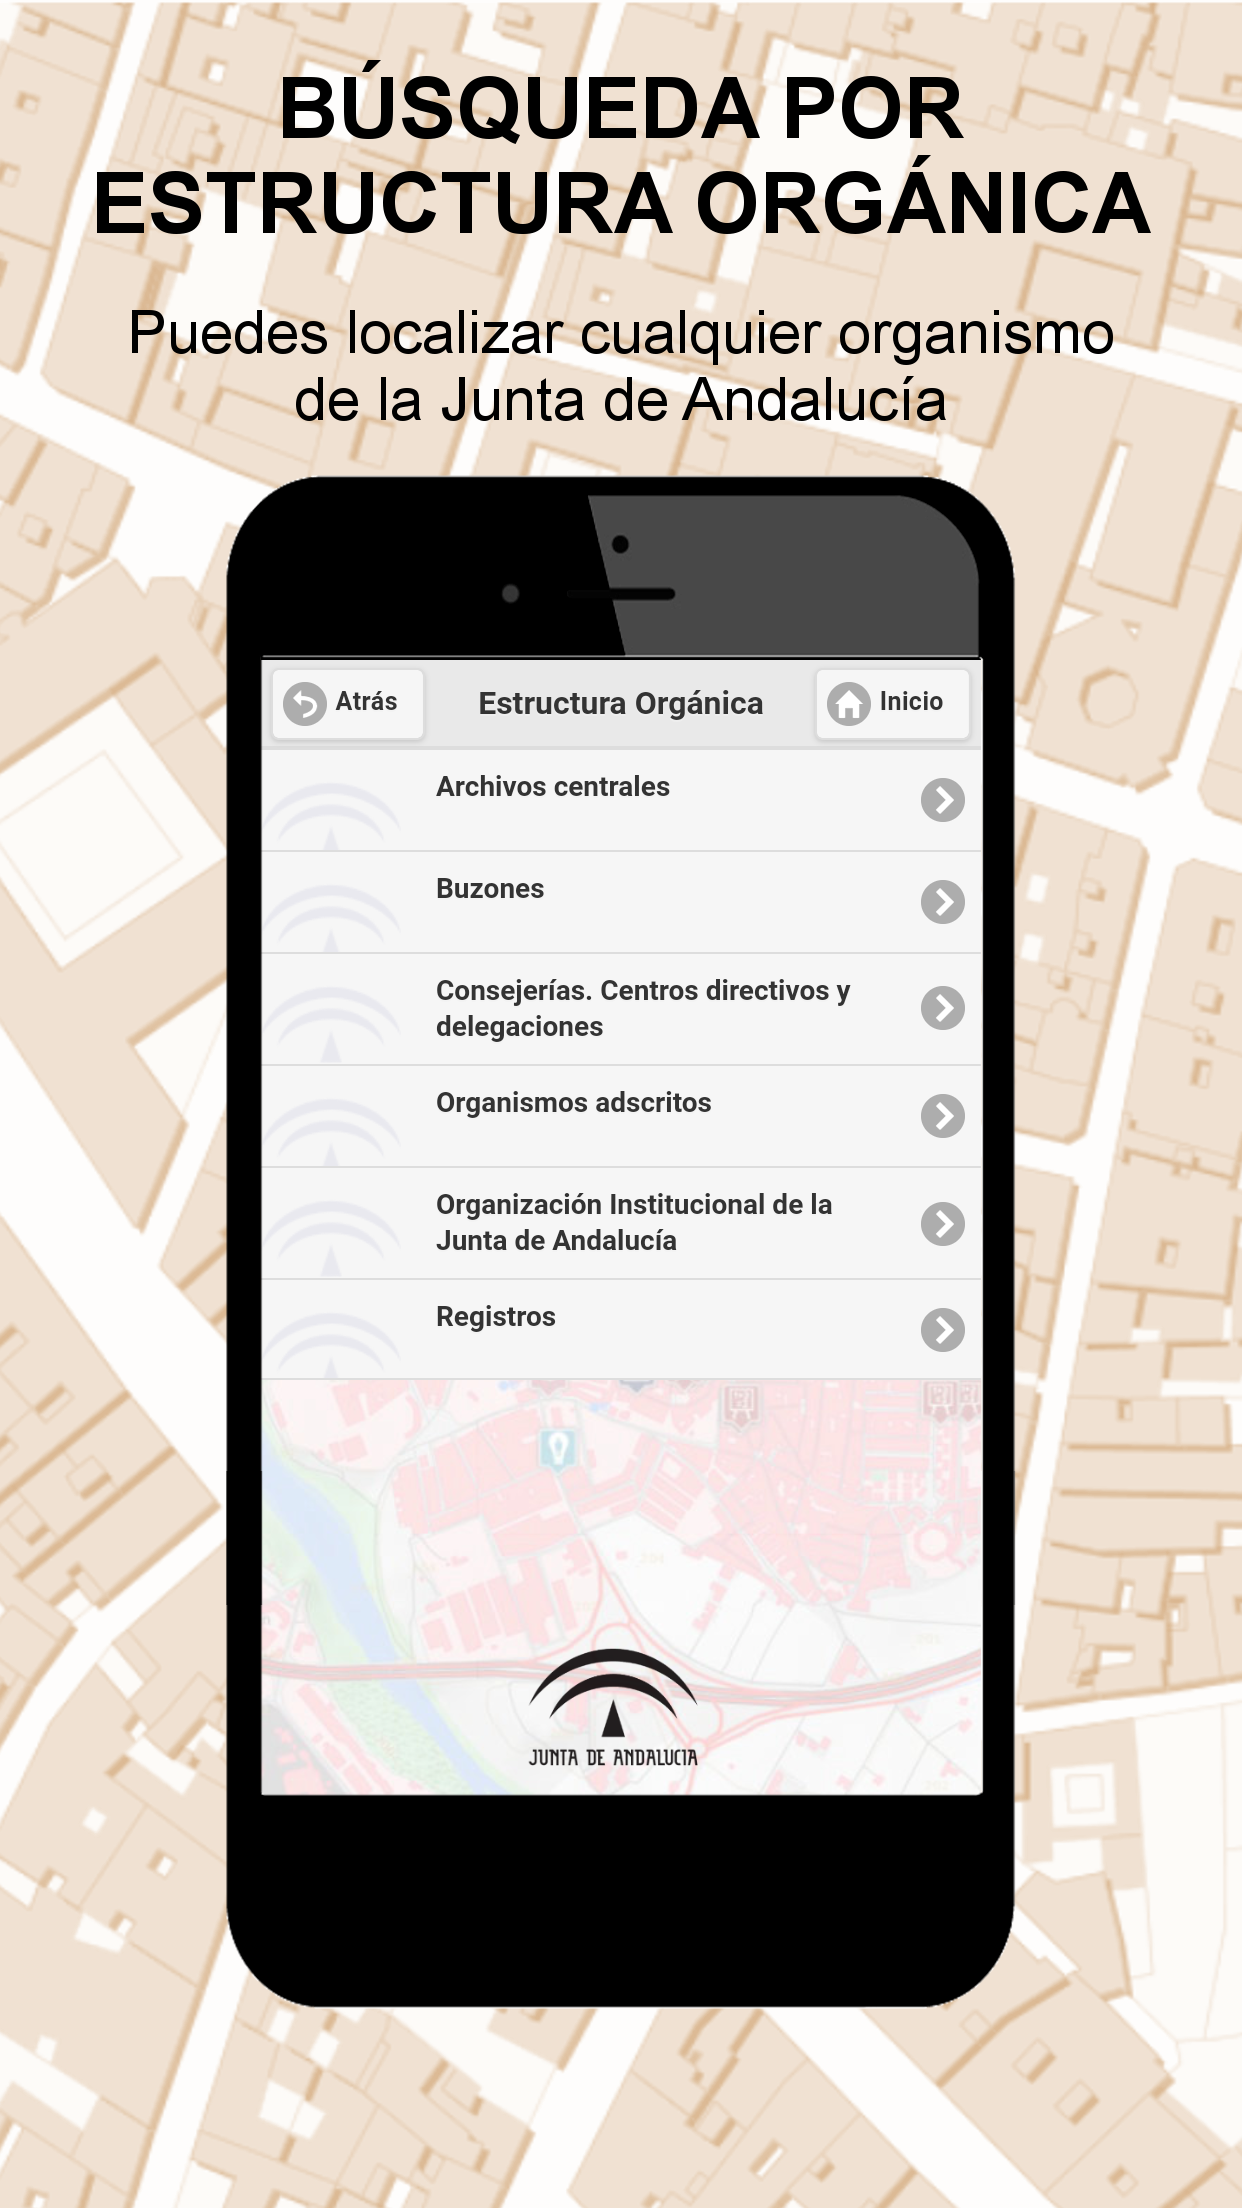 BÚSQUEDA POR
ESTRUCTURA ORGÁNICA
Puedes localizar cualquier organismo
de la Junta de Andalucía
Atrás
Estructura Orgánica
Inicio
Archivos centrales
Buzones
Consejerías. Centros directivos y
delegaciones
Organismos adscritos
Organización Institucional de la
Junta de Andalucía
Registros
JUNTA DE ANDALUCIA